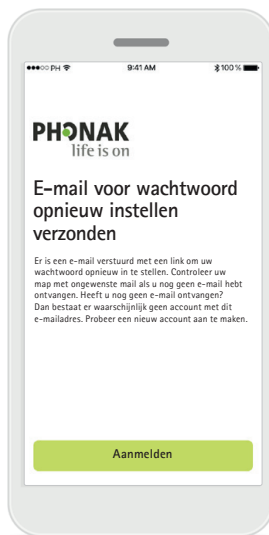 ●●●○○ PH 9:41 AM 100%
PHONAK
life is on
E-mail voor wachtwoord
opnieuw instellen
verzonden
Er is een e-mail verstuurd met een link om uw
wachtwoord opnieuw in te stellen. Controleer uw
map met ongewenste mail als u nog geen e-mail hebt
ontvangen. Heeft u nog geen e-mail ontvangen?
Dan bestaat er waarschijnlijk geen account met dit
e-mailadres. Probeer een nieuw account aan te maken.
Aanmelden